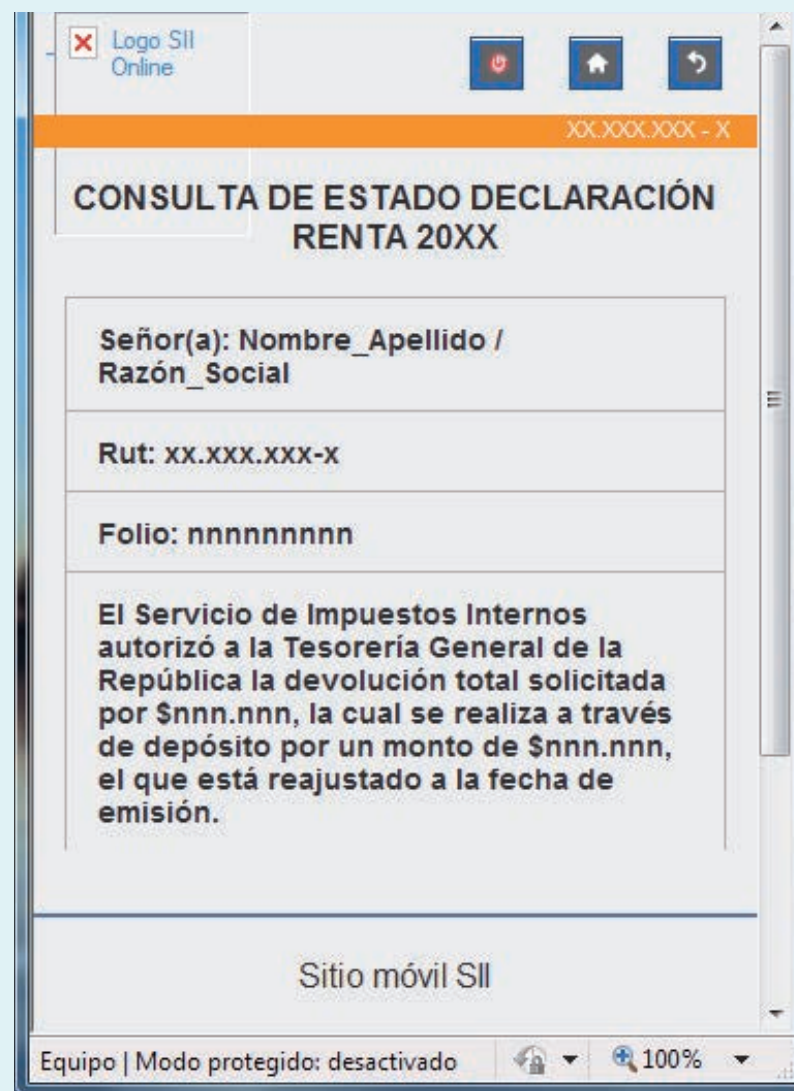 Logo SII
Online
XX.XXX.XXX - X
CONSULTA DE ESTADO DECLARACIÓN
RENTA 20XX
Señor(a): Nombre_Apellido /
Razón_Social
Rut: xx.xxx.xxx-x
Folio: nnnnnnnnn
El Servicio de Impuestos Internos
autorizó a la Tesorería General de la
República la devolución total solicitada
por $nnn.nnn, la cual se realiza a través
de depósito por un monto de $nnn.nnn,
el que está reajustado a la fecha de
emisión.
Sitio móvil SII
Equipo | Modo protegido: desactivado
100%